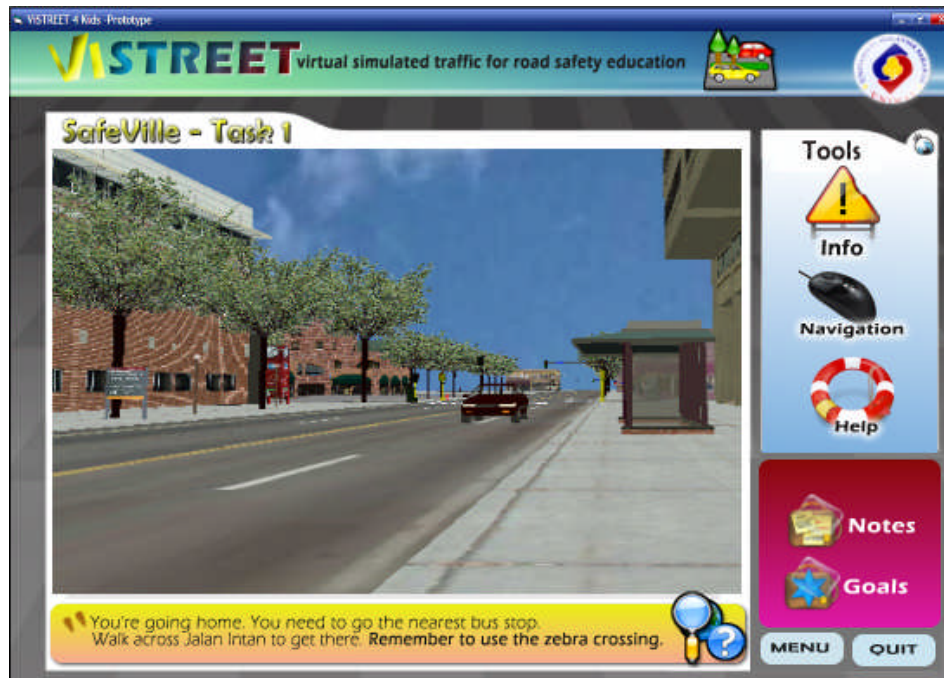 ViSTREET 4 Kids -Prototype
ViSTREET virtual simulated traffic for road safety education
SafeVille - Task 1
You're going home. You need to go the nearest bus stop.
Walk across Jalan Intan to get there. Remember to use the zebra crossing.
Tools
Info
Navigation
Help
Notes
Goals
MENU
QUIT